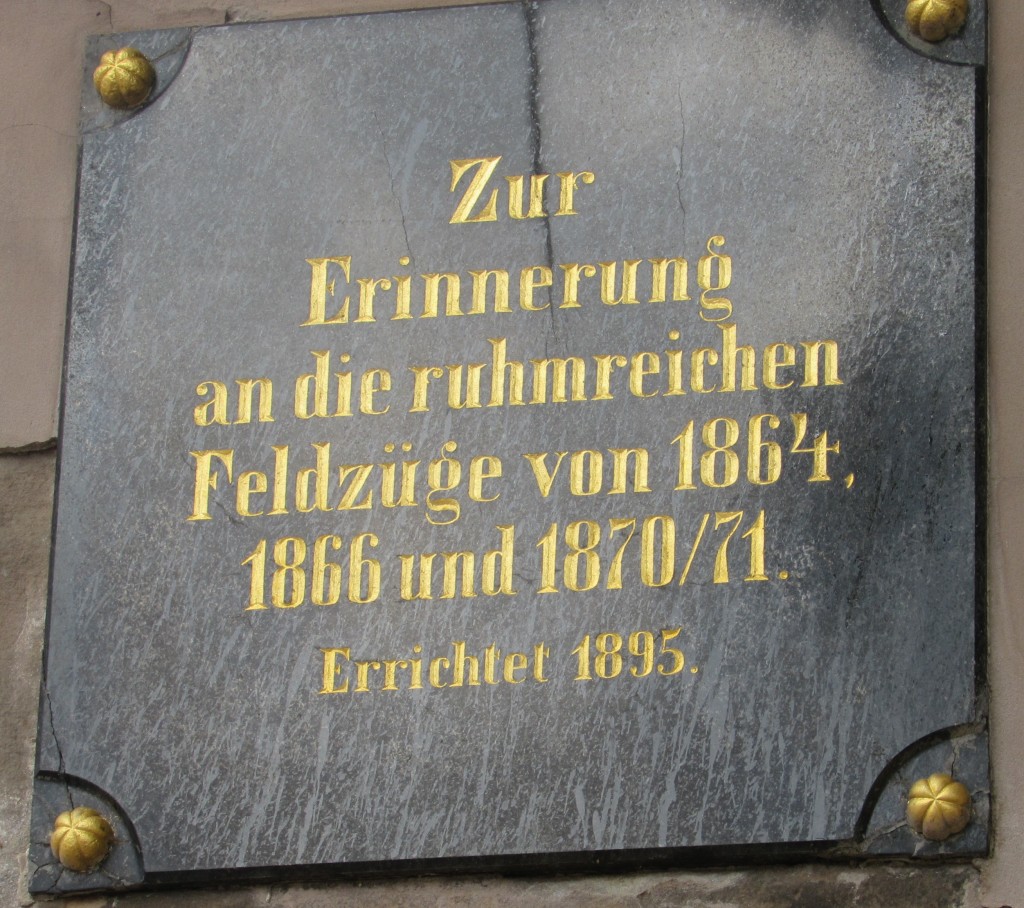 Zur
Erinnerung
an die ruhmreichen
Feldzüge von 1864,
1866 und 1870/71.
Errichtet 1895.